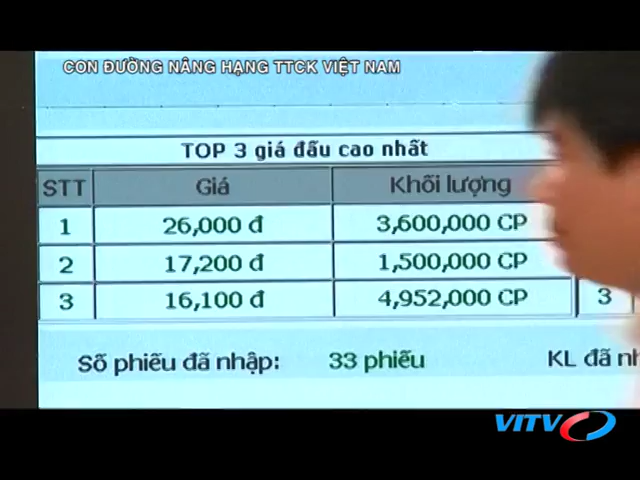 CON ĐƯỜNG NÂNG HẠNG TTCK VIỆT NAM
TOP 3 giá đấu cao nhất
STT Giá Khối lượng
1 26,000 đ 3,600,000 CP
2 17,200 đ 1,500,000 CP
3 16,100 đ 4,952,000 CP 3
Số phiếu đã nhập: 33 phiếu KL đã
VITV